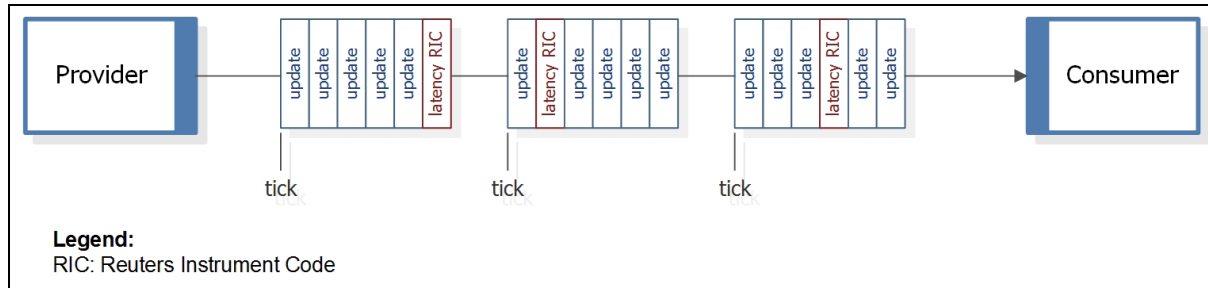 Provider
update
update
update
update
update
latency RIC
update
latency RIC
update
update
update
update
update
update
update
latency RIC
update
update
Consumer
tick
tick
tick
Legend:
RIC: Reuters Instrument Code